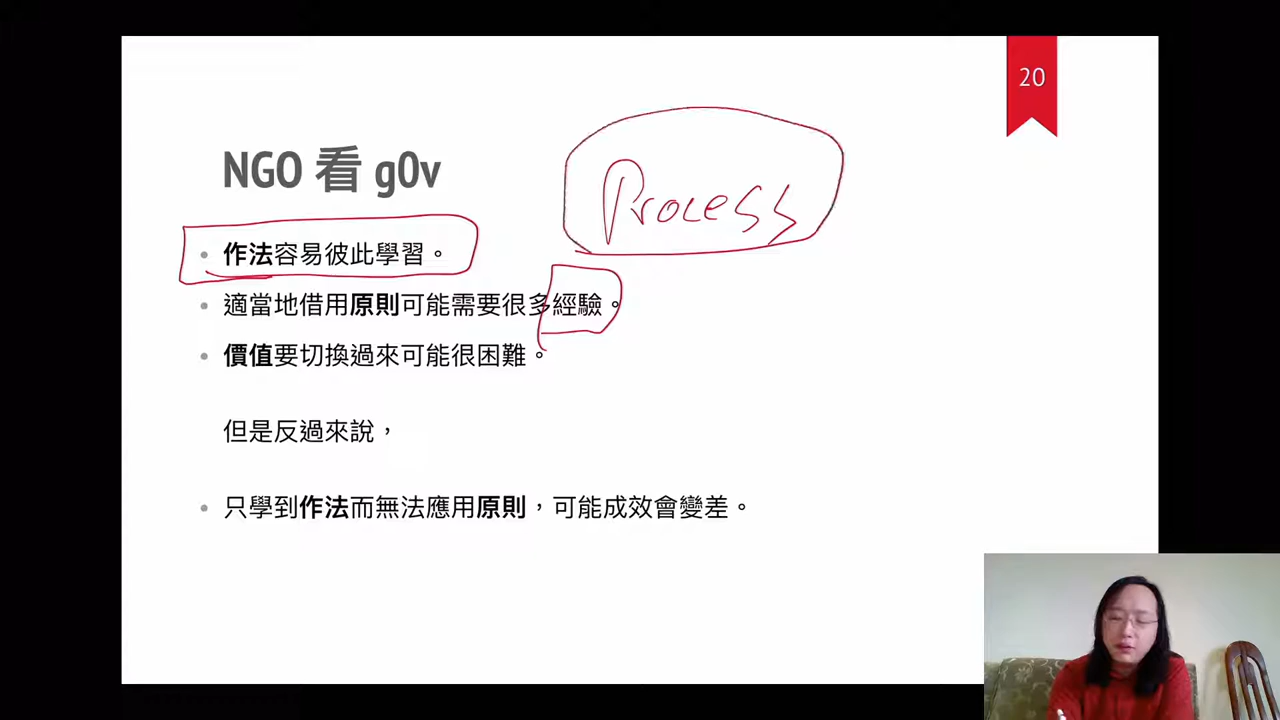 20
Process
NGO 看 g0v
作法容易彼此學習。
適當地借用原則可能需要很多經驗。
價值要切換過來可能很困難。
但是反過來說，
只學到作法而無法應用原則，可能成效會變差。